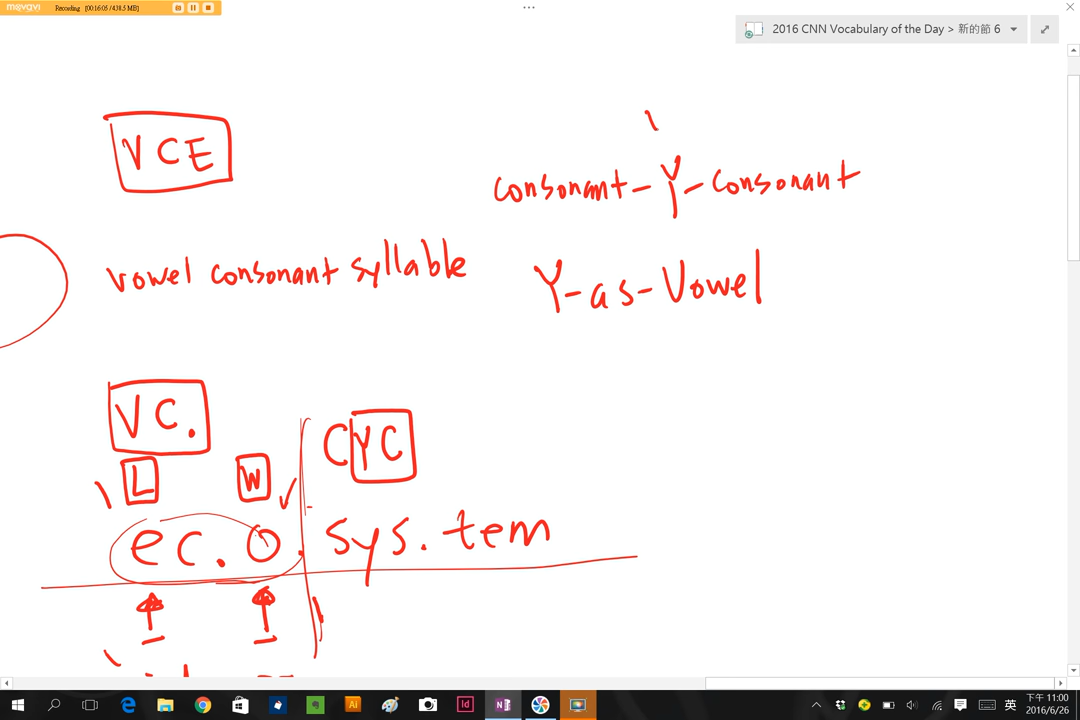 movavi Recording [00:16:05 / 438.5 MB]
2016 CNN Vocabulary of the Day > 新的節 6
VCE
consonant-Y-consonant
vowel consonant syllable
Y-as-Vowel
VC.
CYC
L W
ec.o.sys.tem
英
下午 11:00
2016/6/26